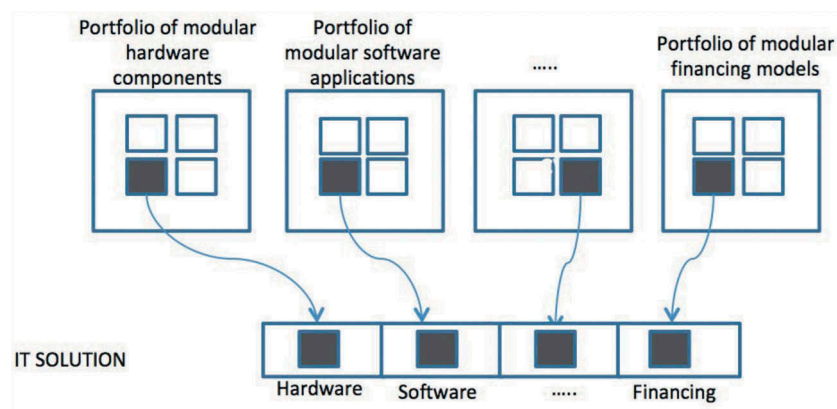 Portfolio of modular
hardware
components
Portfolio of
modular software
applications
.....
Portfolio of modular
financing models
IT SOLUTION
Hardware
Software
.....
Financing